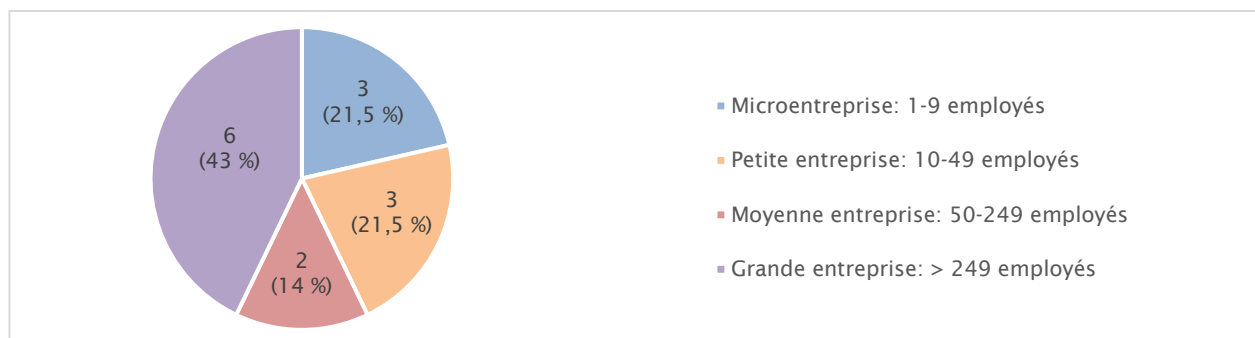 3
(21,5 %)
6
(43 %)
3
(21,5 %)
2
(14 %)
Microentreprise: 1-9 employés
Petite entreprise: 10-49 employés
Moyenne entreprise: 50-249 employés
Grande entreprise: > 249 employés